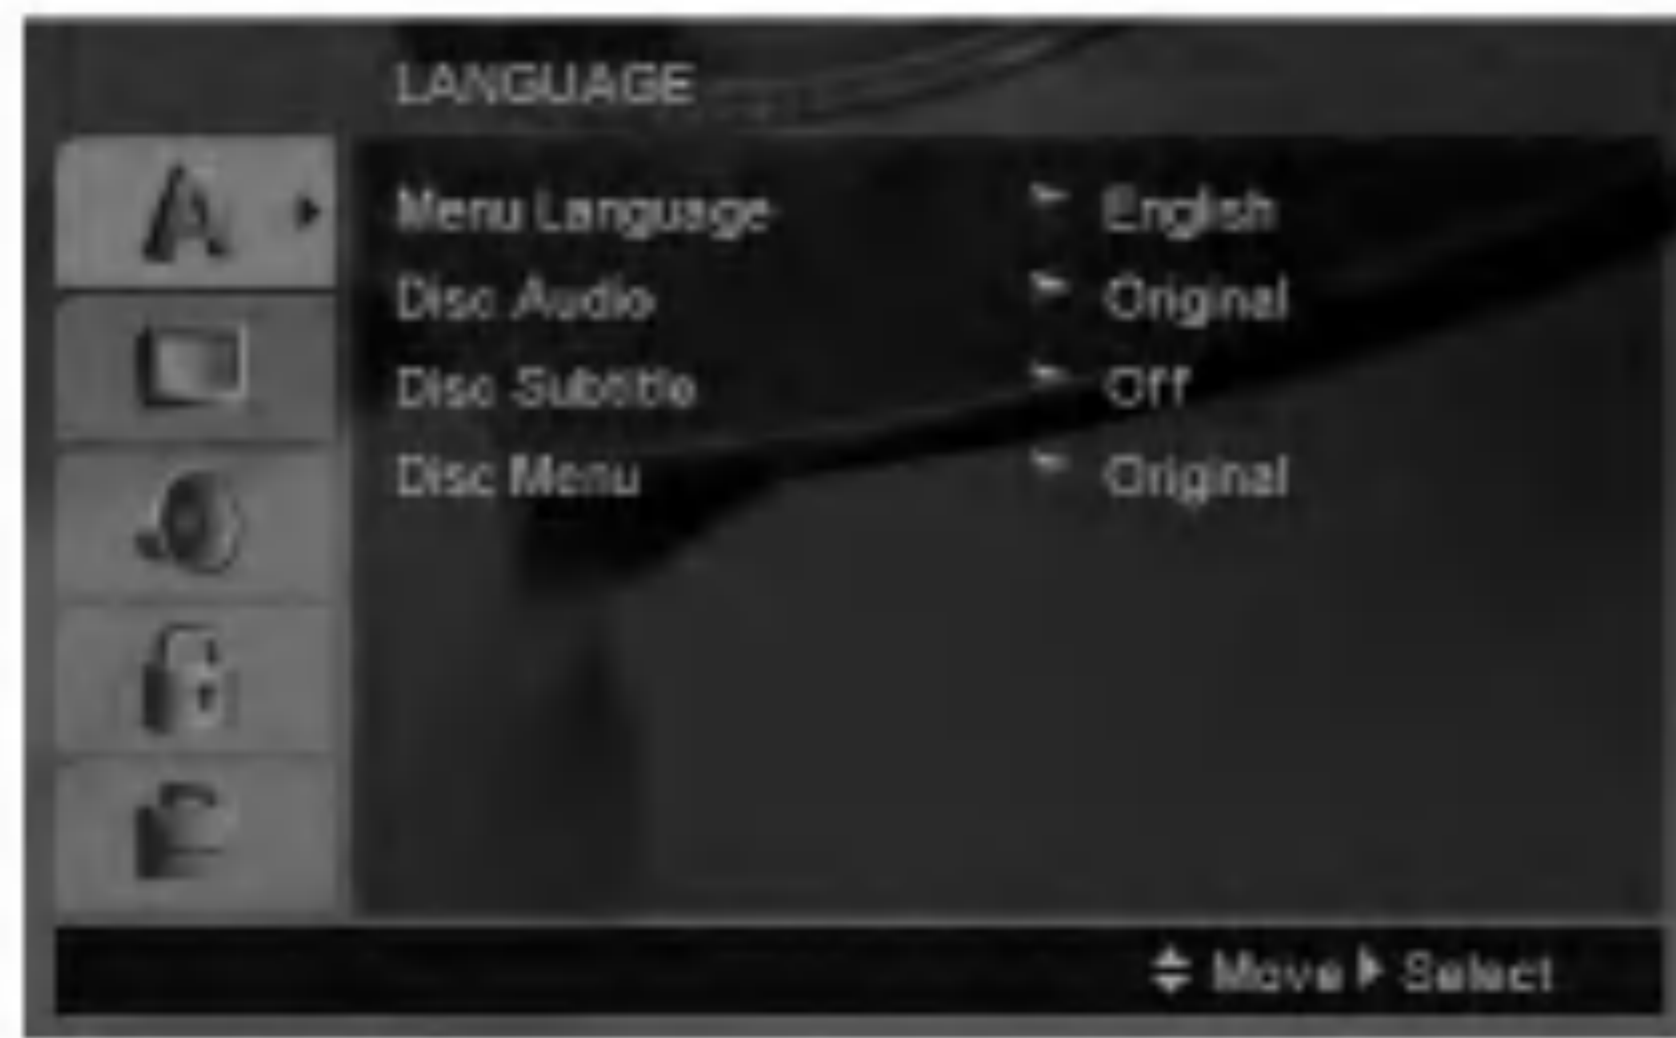 LANGUAGE
Menu Language English
Disc Audio Original
Disc Subtitle Off
Disc Menu Original
Move Select